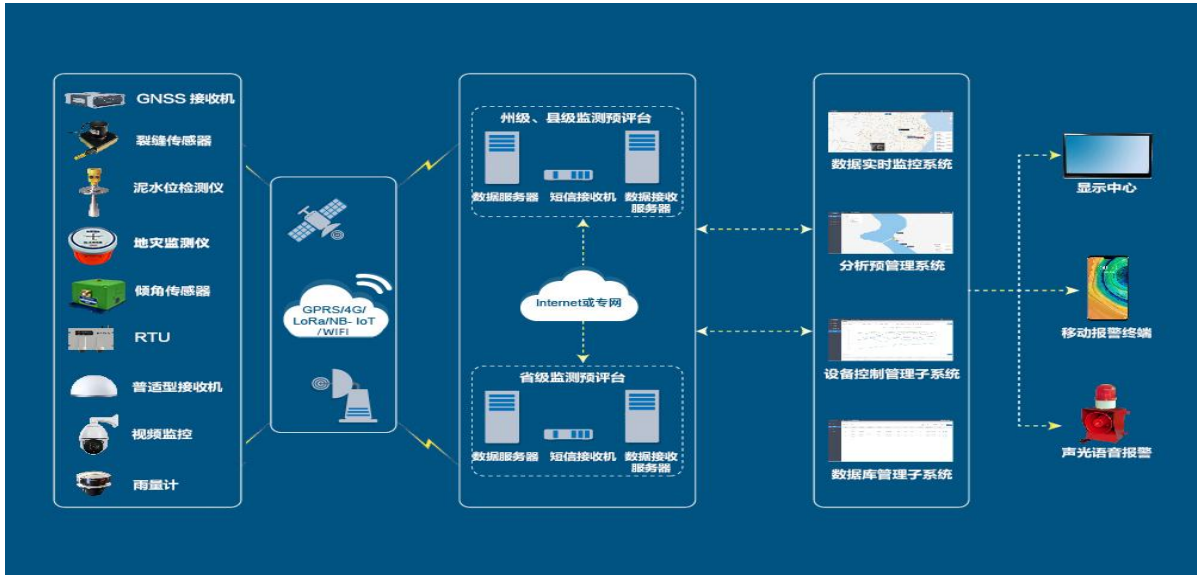 GNSS 接收机
裂缝传感器
泥水位检测仪
地灾监测仪
倾角传感器
RTU
普适型接收机
视频监控
雨量计
GPRS/4G/
LoRa/NB- IoT
/WIFI
州级、县级监测预评台
数据服务器
短信接收机
数据接收
服务器
Internet或专网
省级监测预评台
数据服务器
短信接收机
数据接收
服务器
数据实时监控系统
分析预管理系统
设备控制管理子系统
数据库管理子系统
显示中心
移动报警终端
声光语音报警